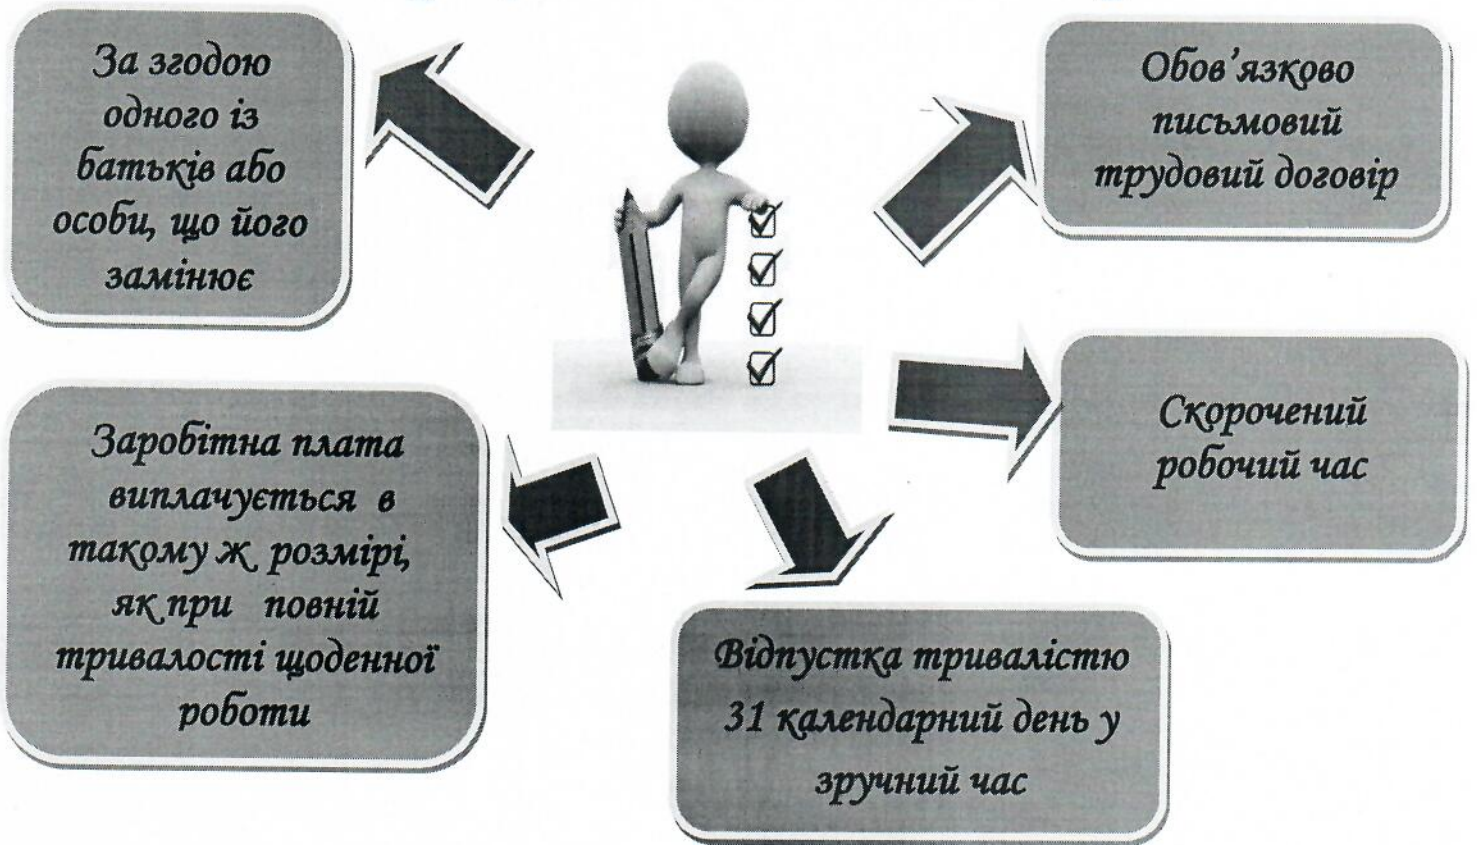 За згодою
одного із
батьків або
особи, що його
замінює
Обов’язково
письмовий
трудовий договір
Скорочений
робочий час
Заробітна плата
виплачується в
такому ж розмірі,
як при повній
тривалості щоденної
роботи
Відпустка тривалістю
31 календарний день у
зручний час